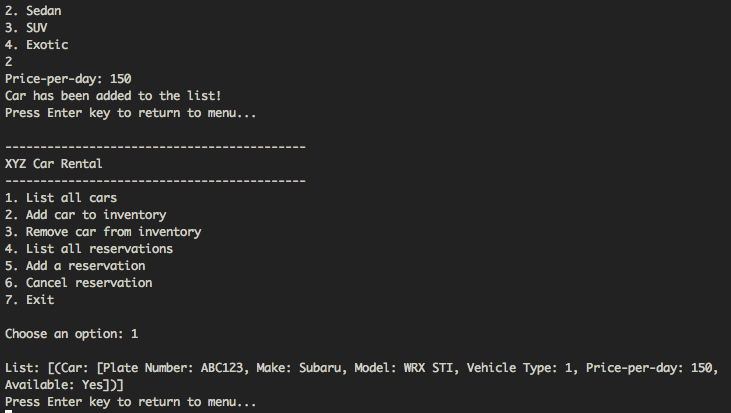 2. Sedan
3. SUV
4. Exotic
2
Price-per-day: 150
Car has been added to the list!
Press Enter key to return to menu...
-------------------------------------------
XYZ Car Rental
-------------------------------------------
1. List all cars
2. Add car to inventory
3. Remove car from inventory
4. List all reservations
5. Add a reservation
6. Cancel reservation
7. Exit
Choose an option: 1
List: [(Car: [Plate Number: ABC123, Make: Subaru, Model: WRX STI, Vehicle Type: 1, Price-per-day: 150,
Available: Yes])]
Press Enter key to return to menu...